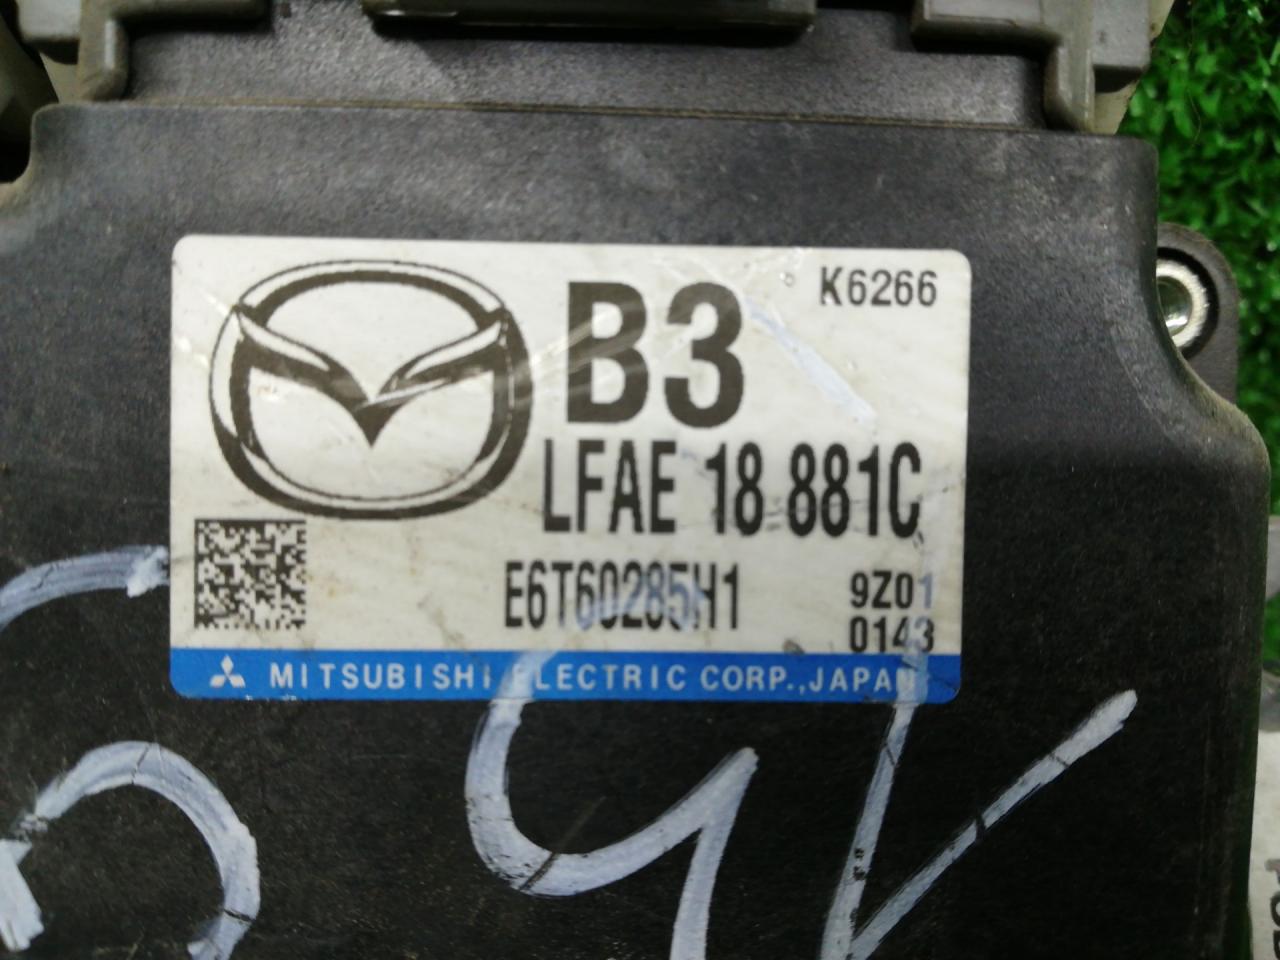 K6266
B3
LFAE 18 881C
E6T60285H1
9Z01
0143
MITSUBISHI ELECTRIC CORP.,JAPAN